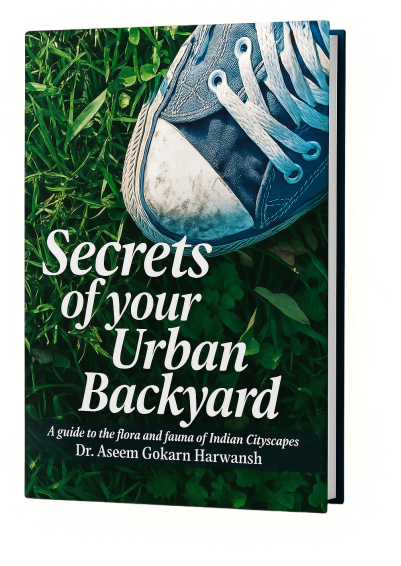 Secrets
of your
Urban
Backyard
A guide to the flora and fauna of Indian Cityscapes
Dr. Aseem Gokarn Harwansh